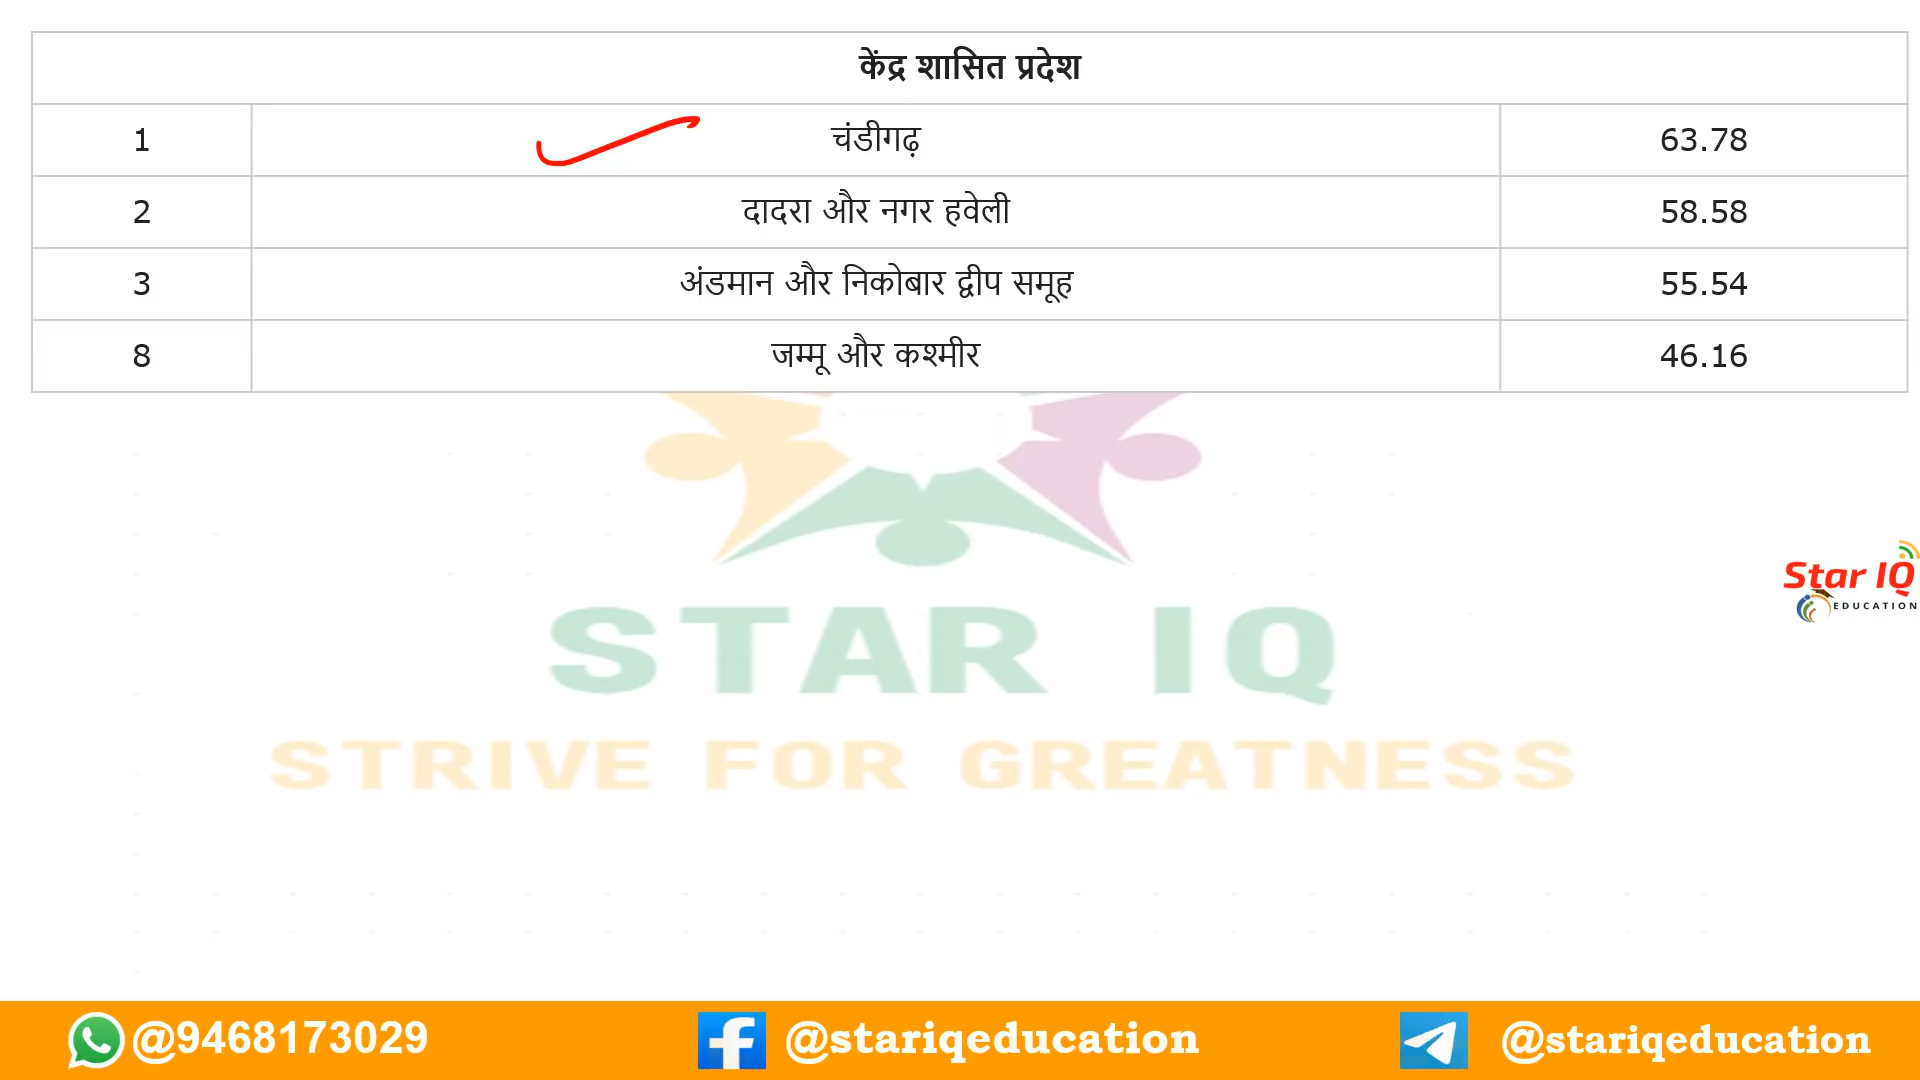 केंद्र शासित प्रदेश
1 चंडीगढ़ 63.78
2 दादरा और नगर हवेली 58.58
3 अंडमान और निकोबार द्वीप समूह 55.54
8 जम्मू और कश्मीर 46.16
Star IQ
EDUCATION
STAR IQ
STRIVE FOR GREATNESS
@9468173029 @stariqeducation @stariqeducation